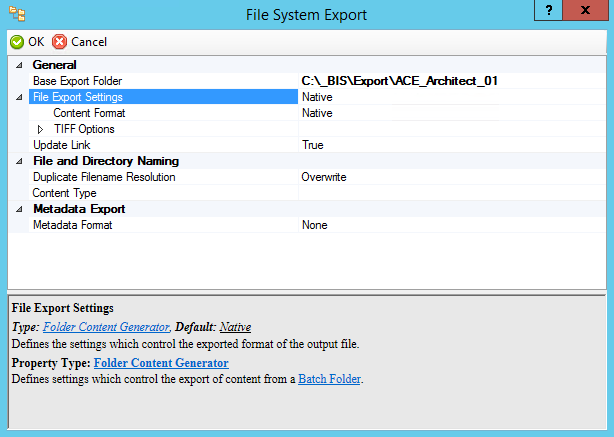 File System Export
?
x
OK Cancel
General
Base Export Folder C:\_BIS\Export\ACE_Architect_01
File Export Settings Native
Content Format Native
TIFF Options
Update Link True
File and Directory Naming
Duplicate Filename Resolution Overwrite
Content Type
Metadata Export
Metadata Format None
File Export Settings
Type: Folder Content Generator, Default: Native
Defines the settings which control the exported format of the output file.
Property Type: Folder Content Generator
Defines settings which control the export of content from a Batch Folder.